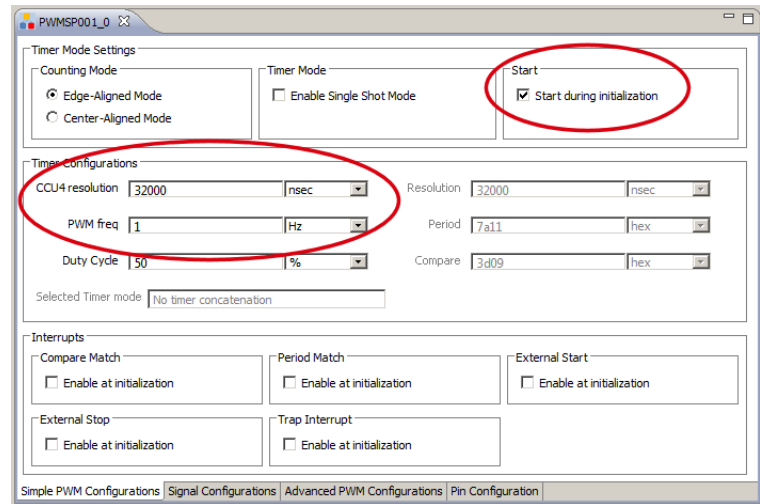 PWMSP001_0
Timer Mode Settings
Counting Mode
Edge-Aligned Mode
Center-Aligned Mode
Timer Mode
Enable Single Shot Mode
Start
Start during initialization
Timer Configurations
CCU4 resolution 32000 nsec
Resolution 32000 nsec
PWM freq 1 Hz
Period 7a11 hex
Duty Cycle 50 %
Compare 3d09 hex
Selected Timer mode No timer concatenation
Interrupts
Compare Match
Enable at initialization
Period Match
Enable at initialization
External Start
Enable at initialization
External Stop
Enable at initialization
Trap Interrupt
Enable at initialization
Simple PWM Configurations Signal Configurations Advanced PWM Configurations Pin Configuration